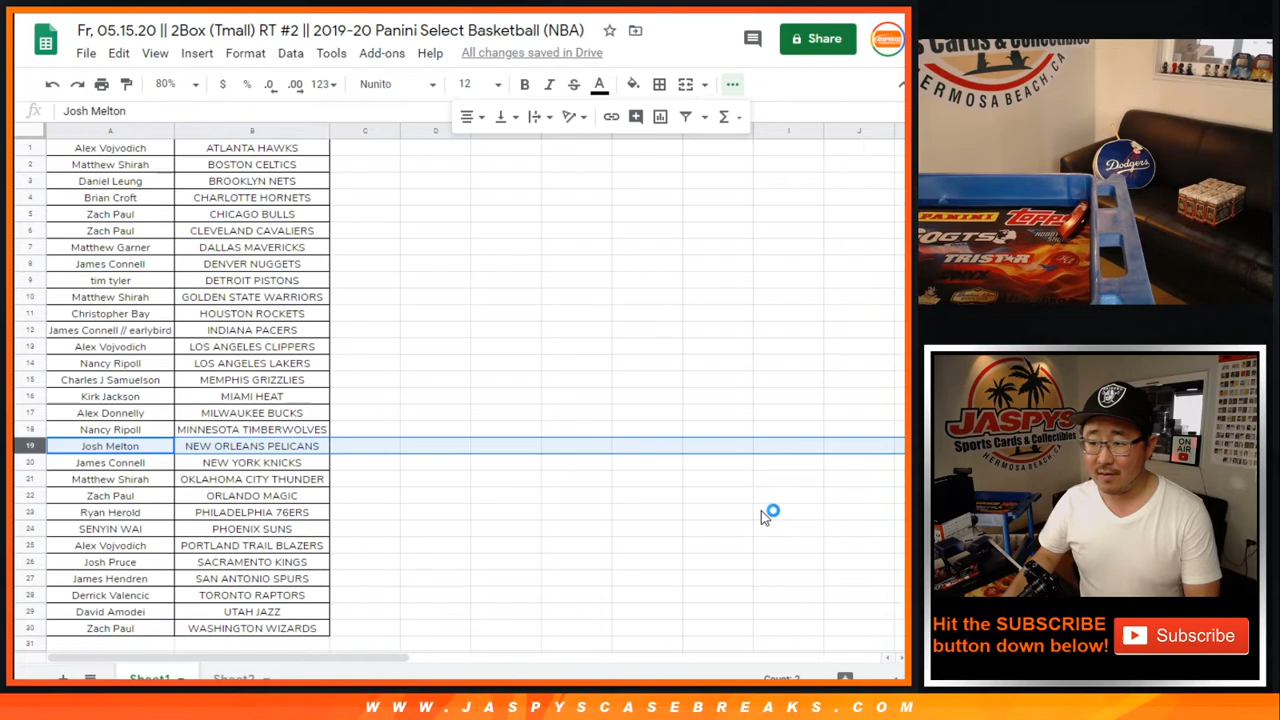 Fr, 05.15.20 || 2Box (Tmall) RT #2 || 2019-20 Panini Select Basketball (NBA)
File Edit View Insert Format Data Tools Add-ons Help All changes saved in Drive
Share
80% $ % .0 .00 123 Nunito 12 B I S A
fx Josh Melton
A B C D I J
1 Alex Vojvodich ATLANTA HAWKS
2 Matthew Shirah BOSTON CELTICS
3 Daniel Leung BROOKLYN NETS
4 Brian Croft CHARLOTTE HORNETS
5 Zach Paul CHICAGO BULLS
6 Zach Paul CLEVELAND CAVALIERS
7 Matthew Garner DALLAS MAVERICKS
8 James Connell DENVER NUGGETS
9 tim tyler DETROIT PISTONS
10 Matthew Shirah GOLDEN STATE WARRIORS
11 Christopher Bay HOUSTON ROCKETS
12 James Connell // earlybird INDIANA PACERS
13 Alex Vojvodich LOS ANGELES CLIPPERS
14 Nancy Ripoll LOS ANGELES LAKERS
15 Charles J Samuelson MEMPHIS GRIZZLIES
16 Kirk Jackson MIAMI HEAT
17 Alex Donnelly MILWAUKEE BUCKS
18 Nancy Ripoll MINNESOTA TIMBERWOLVES
19 Josh Melton NEW ORLEANS PELICANS
20 James Connell NEW YORK KNICKS
21 Matthew Shirah OKLAHOMA CITY THUNDER
22 Zach Paul ORLANDO MAGIC
23 Ryan Herold PHILADELPHIA 76ERS
24 SENYIN WAI PHOENIX SUNS
25 Alex Vojvodich PORTLAND TRAIL BLAZERS
26 Josh Pruce SACRAMENTO KINGS
27 James Hendren SAN ANTONIO SPURS
28 Derrick Valencic TORONTO RAPTORS
29 David Amodei UTAH JAZZ
30 Zach Paul WASHINGTON WIZARDS
31
Sheet1 Sheet2 Count: 2
s Cards & Collectibles
HERMOSA BEACH, CA
Dodgers
PANINI TOPPS
TRISTAR
JASPYS
Sports Cards & Collectibles
HERMOSA BEACH, CA
ON AIR
Hit the SUBSCRIBE
button down below!
Subscribe
WWW.JASPYSCASEBREAKS.COM